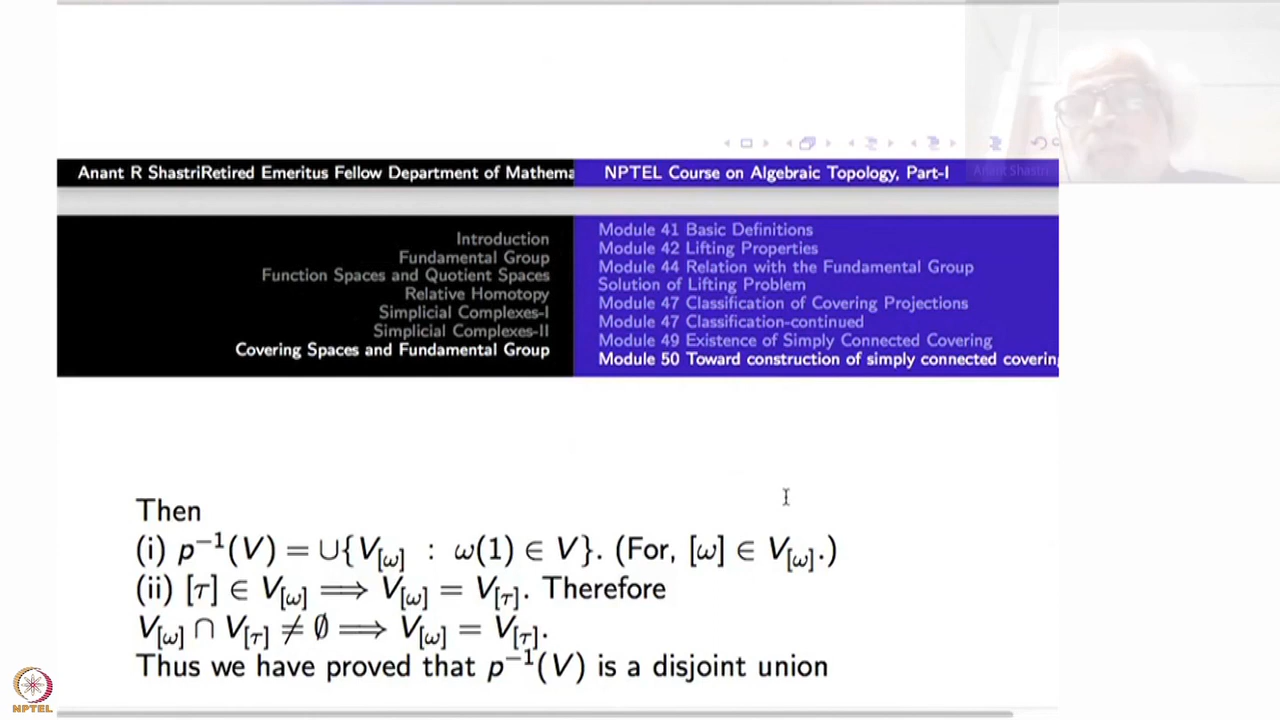 Anant R ShastriRetired Emeritus Fellow Department of Mathema
NPTEL Course on Algebraic Topology, Part-I
Anant Shastri
Introduction
Fundamental Group
Function Spaces and Quotient Spaces
Relative Homotopy
Simplicial Complexes-I
Simplicial Complexes-II
Covering Spaces and Fundamental Group
Module 41 Basic Definitions
Module 42 Lifting Properties
Module 44 Relation with the Fundamental Group
Solution of Lifting Problem
Module 47 Classification of Covering Projections
Module 47 Classification-continued
Module 49 Existence of Simply Connected Covering
Module 50 Toward construction of simply connected covering
Then
(i) p⁻¹(V) = ∪{V_[ω] : ω(1) ∈ V}. (For, [ω] ∈ V_[ω].)
(ii) [τ] ∈ V_[ω] ⟹ V_[ω] = V_[τ]. Therefore
V_[ω] ∩ V_[τ] ≠ ∅ ⟹ V_[ω] = V_[τ].
Thus we have proved that p⁻¹(V) is a disjoint union
NPTEL